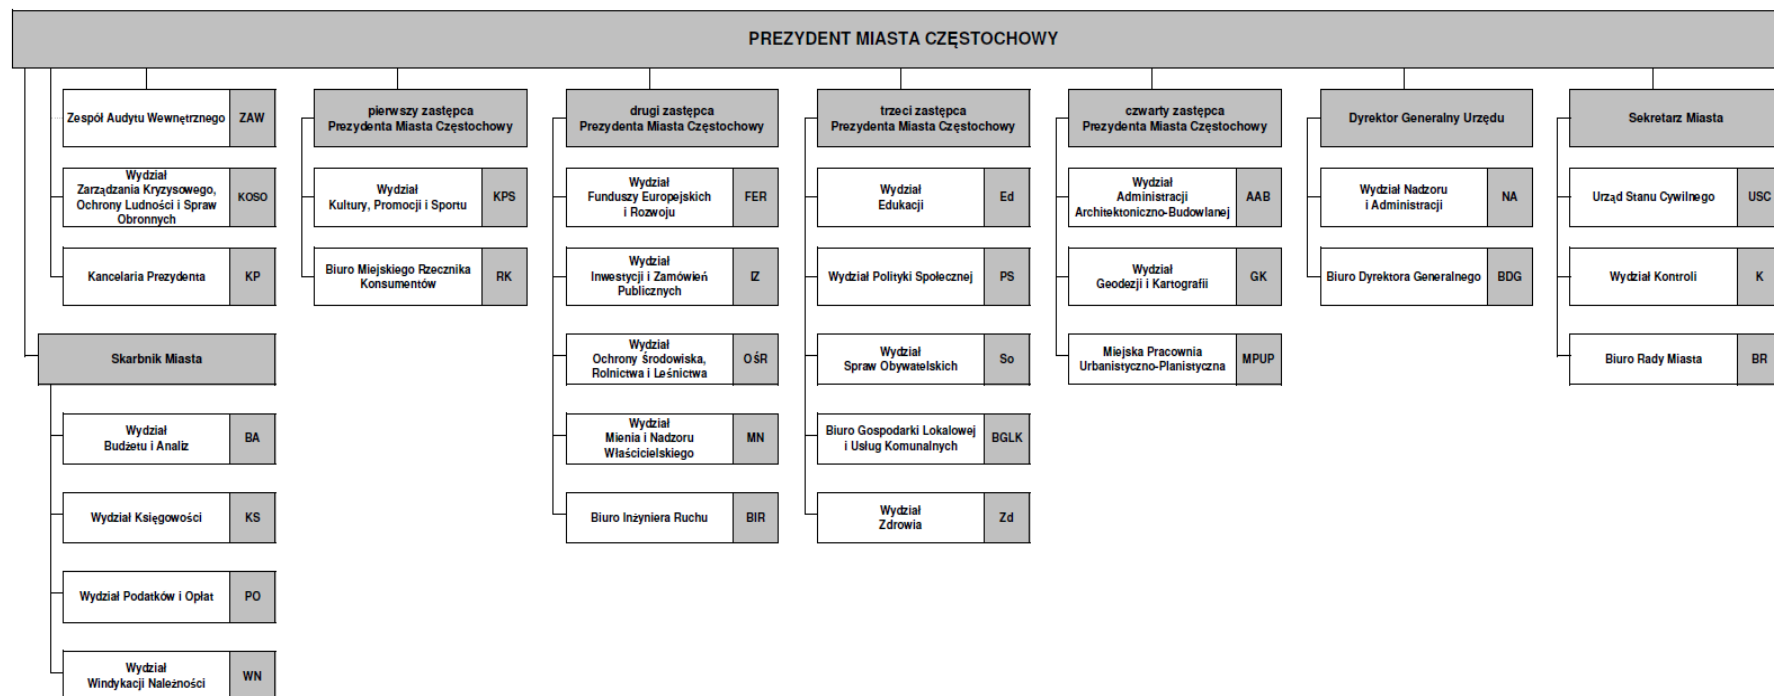 PREZYDENT MIASTA CZĘSTOCHOWY
Zespół Audytu Wewnętrznego
ZAW
Wydział
Zarządzania Kryzysowego,
Ochrony Ludności i Spraw
Obronnych
KOSO
Kancelaria Prezydenta
KP
Skarbnik Miasta
Wydział
Budżetu i Analiz
BA
Wydział Księgowości
KS
Wydział Podatków i Opłat
PO
Wydział
Windykacji Należności
WN
pierwszy zastępca
Prezydenta Miasta Częstochowy
Wydział
Kultury, Promocji i Sportu
KPS
Biuro Miejskiego Rzecznika
Konsumentów
RK
drugi zastępca
Prezydenta Miasta Częstochowy
Wydział
Funduszy Europejskich
i Rozwoju
FER
Wydział
Inwestycji i Zamówień
Publicznych
IZ
Wydział
Ochrony Środowiska,
Rolnictwa i Leśnictwa
OŚR
Wydział
Mienia i Nadzoru
Właścicielskiego
MN
Biuro Inżyniera Ruchu
BIR
trzeci zastępca
Prezydenta Miasta Częstochowy
Wydział
Edukacji
Ed
Wydział Polityki Społecznej
PS
Wydział
Spraw Obywatelskich
So
Biuro Gospodarki Lokalowej
i Usług Komunalnych
BGLK
Wydział
Zdrowia
Zd
czwarty zastępca
Prezydenta Miasta Częstochowy
Wydział
Administracji
Architektoniczno-Budowlanej
AAB
Wydział
Geodezji i Kartografii
GK
Miejska Pracownia
Urbanistyczno-Planistyczna
MPUP
Dyrektor Generalny Urzędu
Wydział Nadzoru
i Administracji
NA
Biuro Dyrektora Generalnego
BDG
Sekretarz Miasta
Urząd Stanu Cywilnego
USC
Wydział Kontroli
K
Biuro Rady Miasta
BR